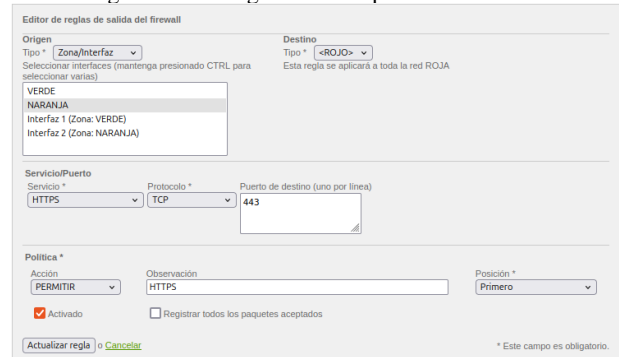 Editor de reglas de salida del firewall
Origen
Destino
Tipo * Zona/Interfaz
Tipo * <ROJO>
Seleccionar interfaces (mantenga presionado CTRL para
seleccionar varias)
Esta regla se aplicará a toda la red ROJA
VERDE
NARANJA
Interfaz 1 (Zona: VERDE)
Interfaz 2 (Zona: NARANJA)
Servicio/Puerto
Servicio * Protocolo * Puerto de destino (uno por línea)
HTTPS TCP 443
Política *
Acción Observación Posición *
PERMITIR HTTPS Primero
Activado Registrar todos los paquetes aceptados
Actualizar regla o Cancelar * Este campo es obligatorio.